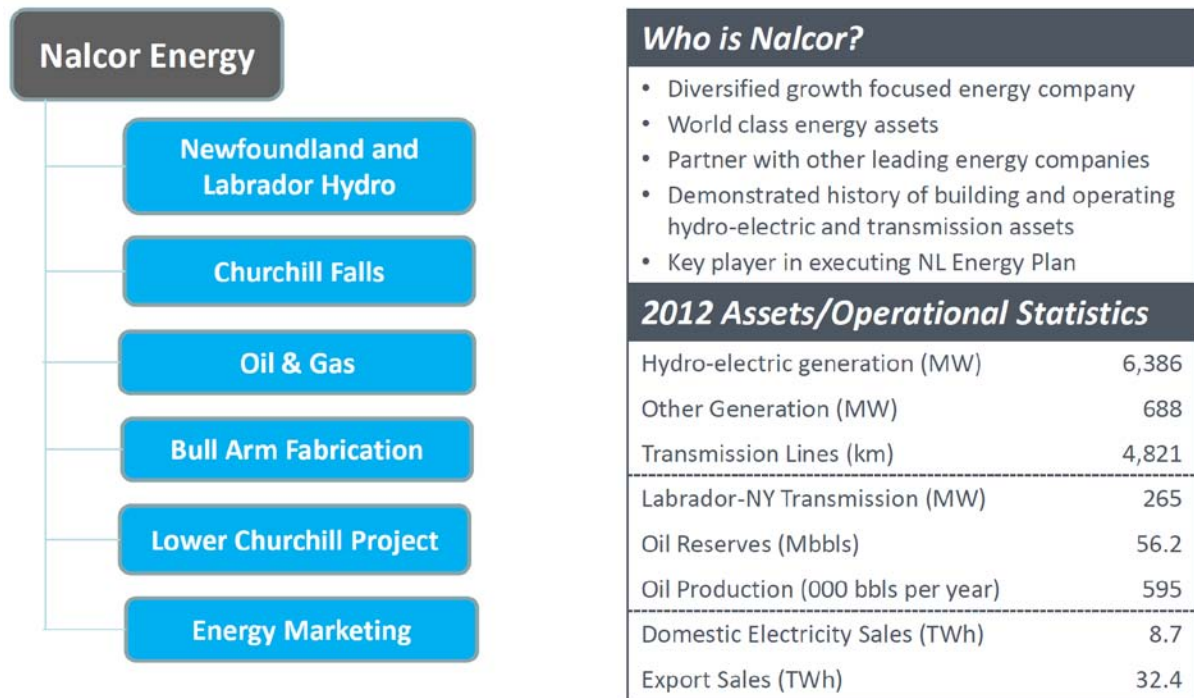 Nalcor Energy
Newfoundland and
Labrador Hydro
Churchill Falls
Oil & Gas
Bull Arm Fabrication
Lower Churchill Project
Energy Marketing
Who is Nalcor?
• Diversified growth focused energy company
• World class energy assets
• Partner with other leading energy companies
• Demonstrated history of building and operating
hydro-electric and transmission assets
• Key player in executing NL Energy Plan
2012 Assets/Operational Statistics
Hydro-electric generation (MW) 6,386
Other Generation (MW) 688
Transmission Lines (km) 4,821
Labrador-NY Transmission (MW) 265
Oil Reserves (Mbbls) 56.2
Oil Production (000 bbls per year) 595
Domestic Electricity Sales (TWh) 8.7
Export Sales (TWh) 32.4